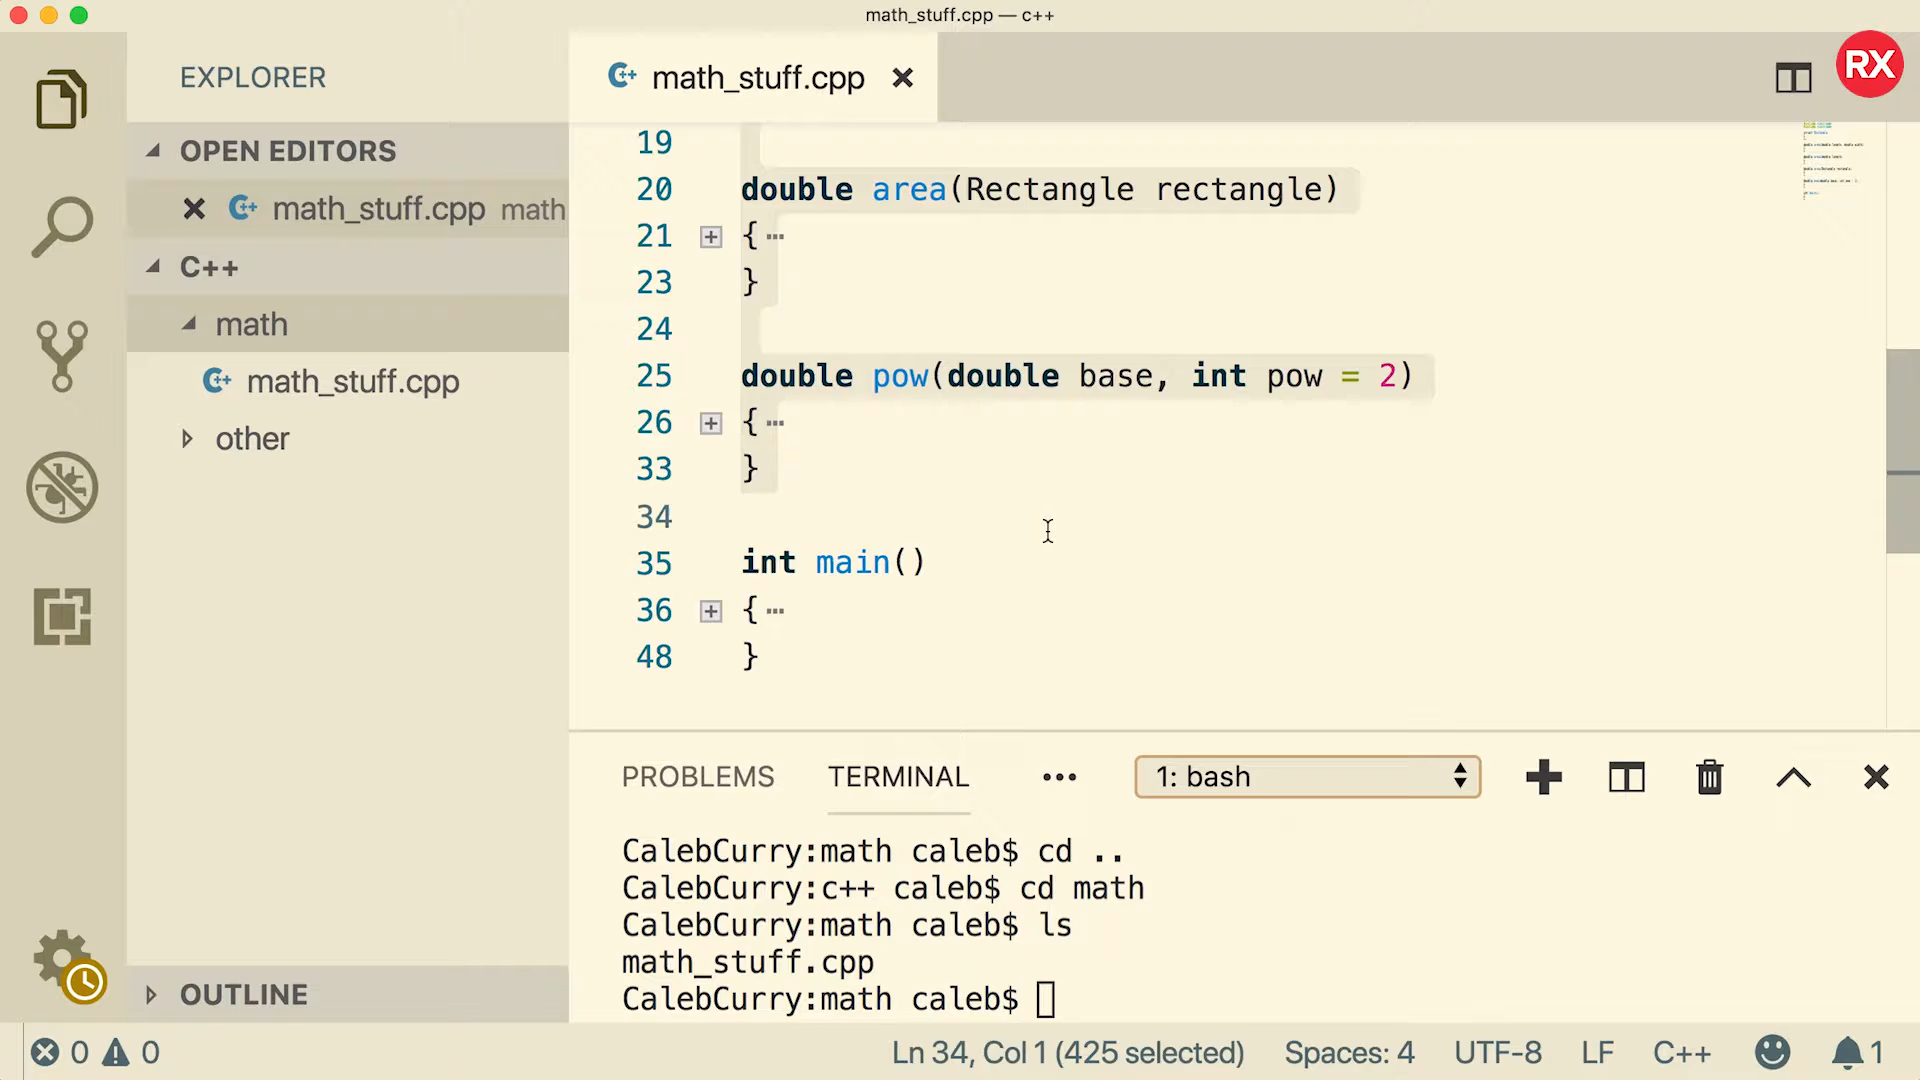 math_stuff.cpp — c++
RX
EXPLORER
math_stuff.cpp
OPEN EDITORS
math_stuff.cpp math
C++
math
math_stuff.cpp
other
OUTLINE
19
20 double area(Rectangle rectangle)
21 {
23 }
24
25 double pow(double base, int pow = 2)
26 {
33 }
34
35 int main()
36 {
48 }
PROBLEMS TERMINAL ••• 1: bash
CalebCurry:math caleb$ cd ..
CalebCurry:c++ caleb$ cd math
CalebCurry:math caleb$ ls
math_stuff.cpp
CalebCurry:math caleb$
0 0 Ln 34, Col 1 (425 selected) Spaces: 4 UTF-8 LF C++ 1